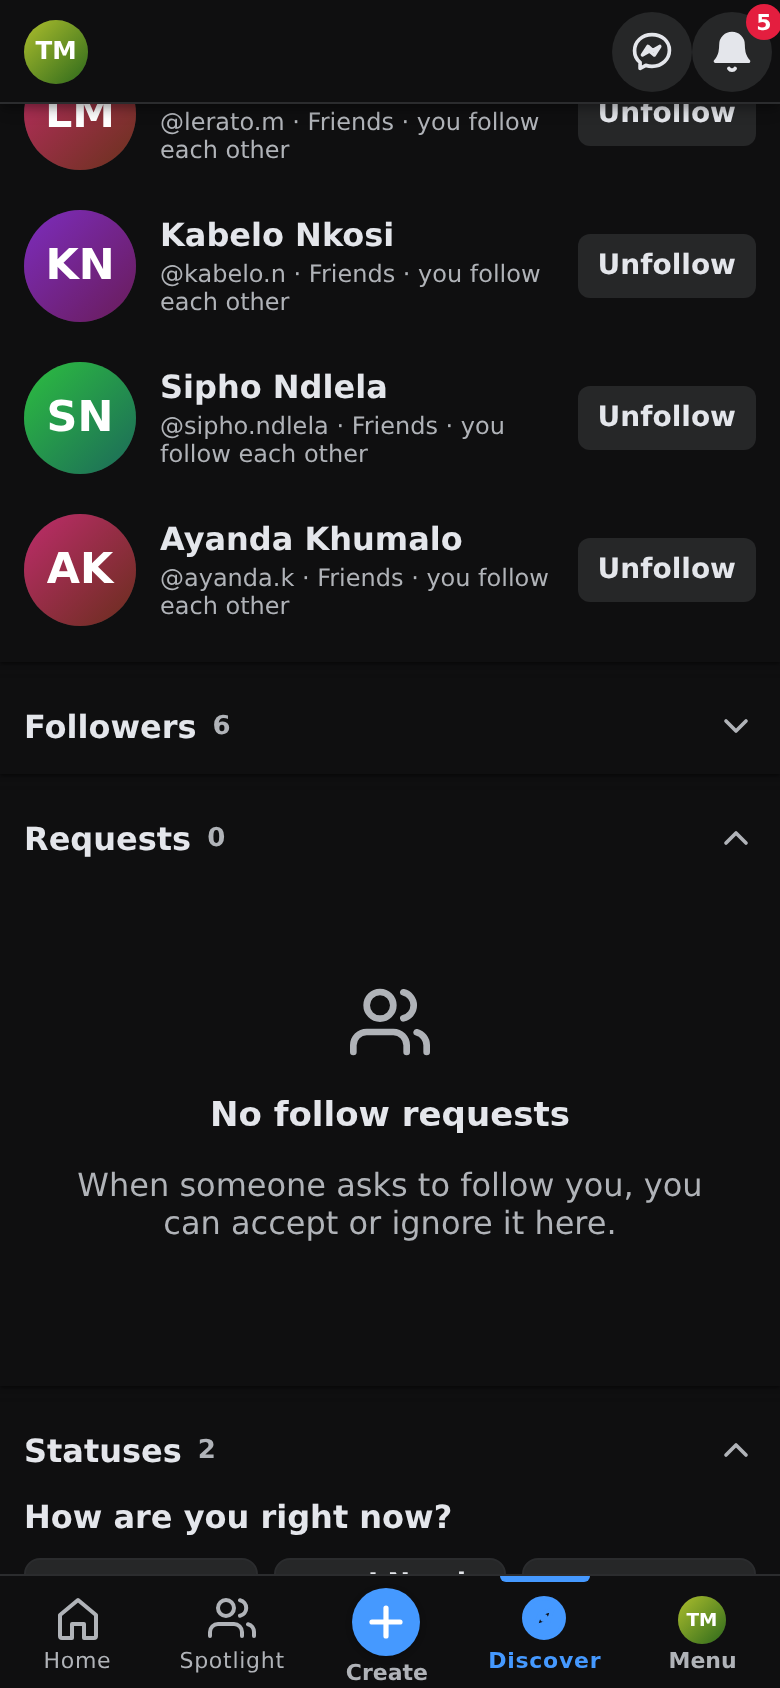 TM
5
LM
@lerato.m · Friends · you follow
each other
Unfollow
KN
Kabelo Nkosi
@kabelo.n · Friends · you follow
each other
Unfollow
SN
Sipho Ndlela
@sipho.ndlela · Friends · you
follow each other
Unfollow
AK
Ayanda Khumalo
@ayanda.k · Friends · you follow
each other
Unfollow
Followers 6
Requests 0
No follow requests
When someone asks to follow you, you
can accept or ignore it here.
Statuses 2
How are you right now?
Home
Spotlight
Create
Discover
TM
Menu